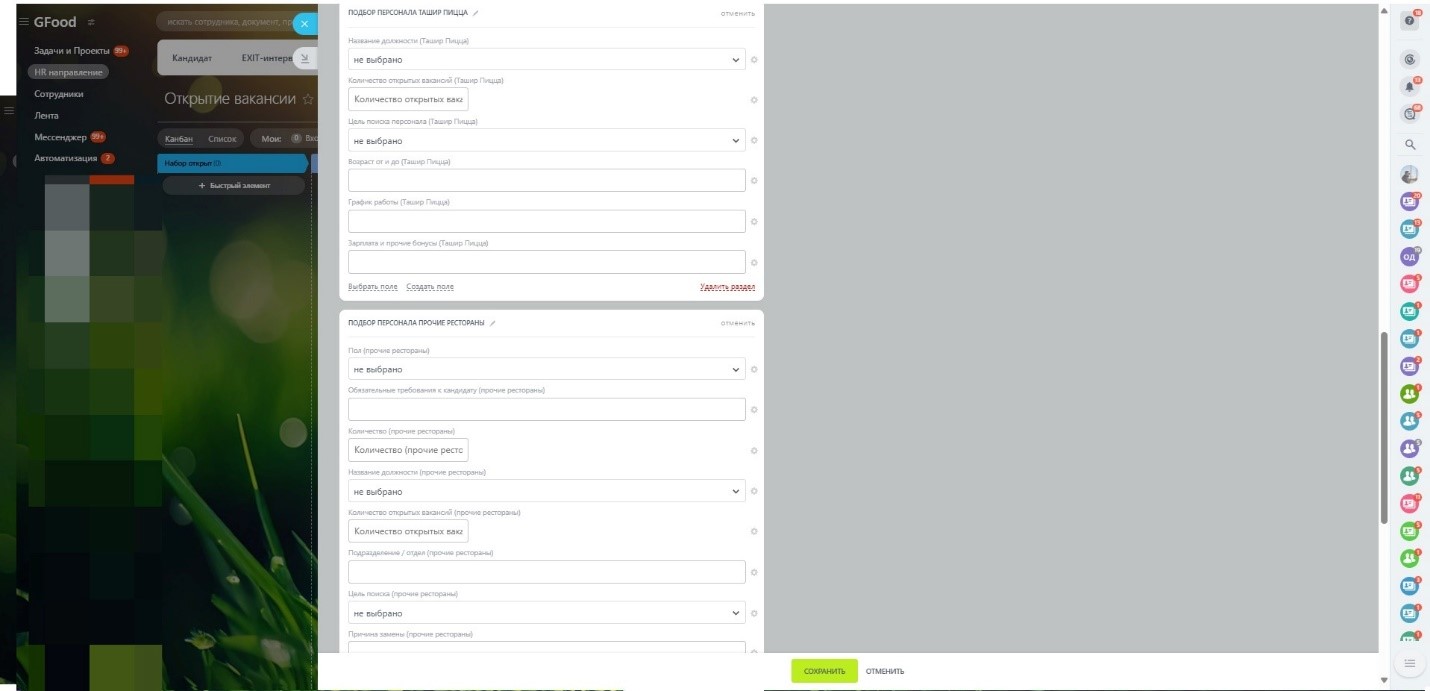 GFood
искать сотрудника, документ, пр
Задачи и Проекты 99+
HR направление
Сотрудники
Лента
Мессенджер 99+
Автоматизация 2
Кандидат EXIT-интерв
Открытие вакансии
Канбан Список Мои: 0 Вхо
Набор открыт (0)
+ Быстрый элемент
ПОДБОР ПЕРСОНАЛА ТАШИР ПИЦЦА
отменить
Название должности (Ташир Пицца)
не выбрано
Количество открытых вакансий (Ташир Пицца)
Количество открытых вака
Цель поиска персонала (Ташир Пицца)
не выбрано
Возраст от и до (Ташир Пицца)
График работы (Ташир Пицца)
Зарплата и прочие бонусы (Ташир Пицца)
Выбрать поле Создать поле Удалить раздел
ПОДБОР ПЕРСОНАЛА ПРОЧИЕ РЕСТОРАНЫ
отменить
Пол (прочие рестораны)
не выбрано
Обязательные требования к кандидату (прочие рестораны)
Количество (прочие рестораны)
Количество (прочие ресто
Название должности (прочие рестораны)
не выбрано
Количество открытых вакансий (прочие рестораны)
Количество открытых вака
Подразделение / отдел (прочие рестораны)
Цель поиска (прочие рестораны)
не выбрано
Причина замены (прочие рестораны)
СОХРАНИТЬ ОТМЕНИТЬ
ОД